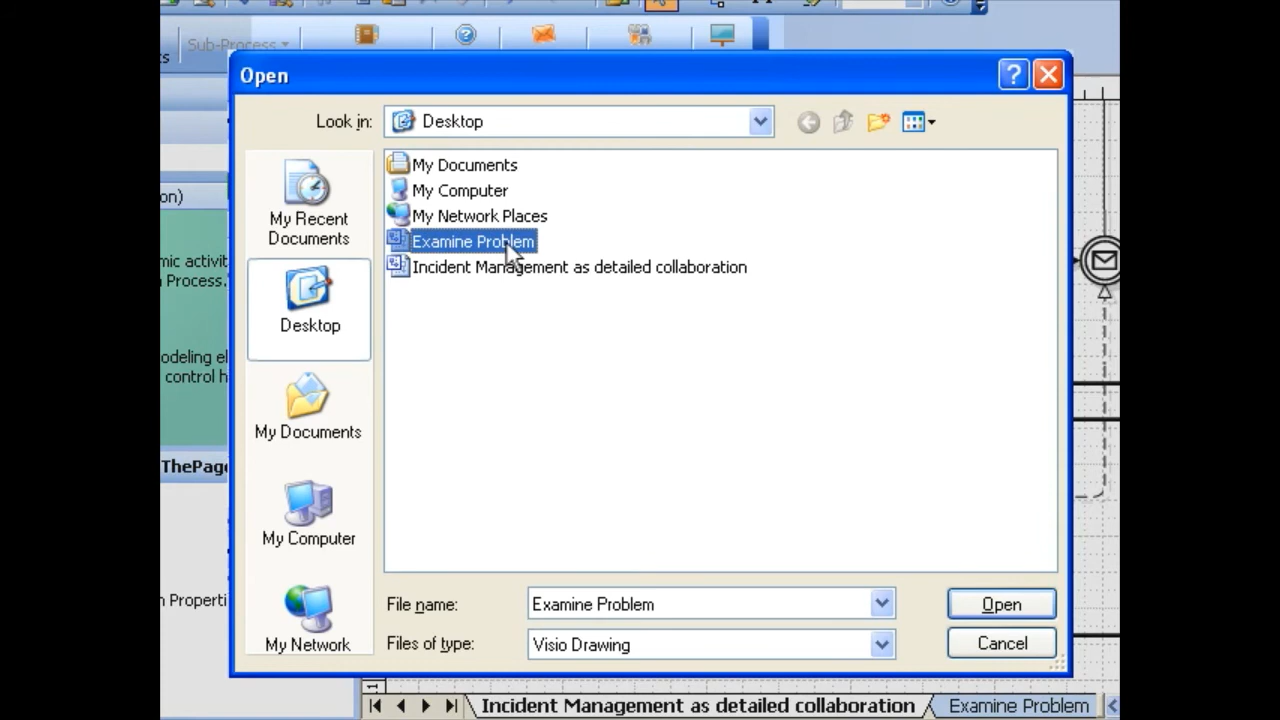 Sub-Process
ts
Open
Look in:
Desktop
My Documents
My Computer
My Network Places
Examine Problem
Incident Management as detailed collaboration
My Recent
Documents
Desktop
My Documents
My Computer
My Network
on)
mic activit
n Process.
odeling el
control h
ThePage
n Properti
File name:
Examine Problem
Open
Files of type:
Visio Drawing
Cancel
Incident Management as detailed collaboration
Examine Problem